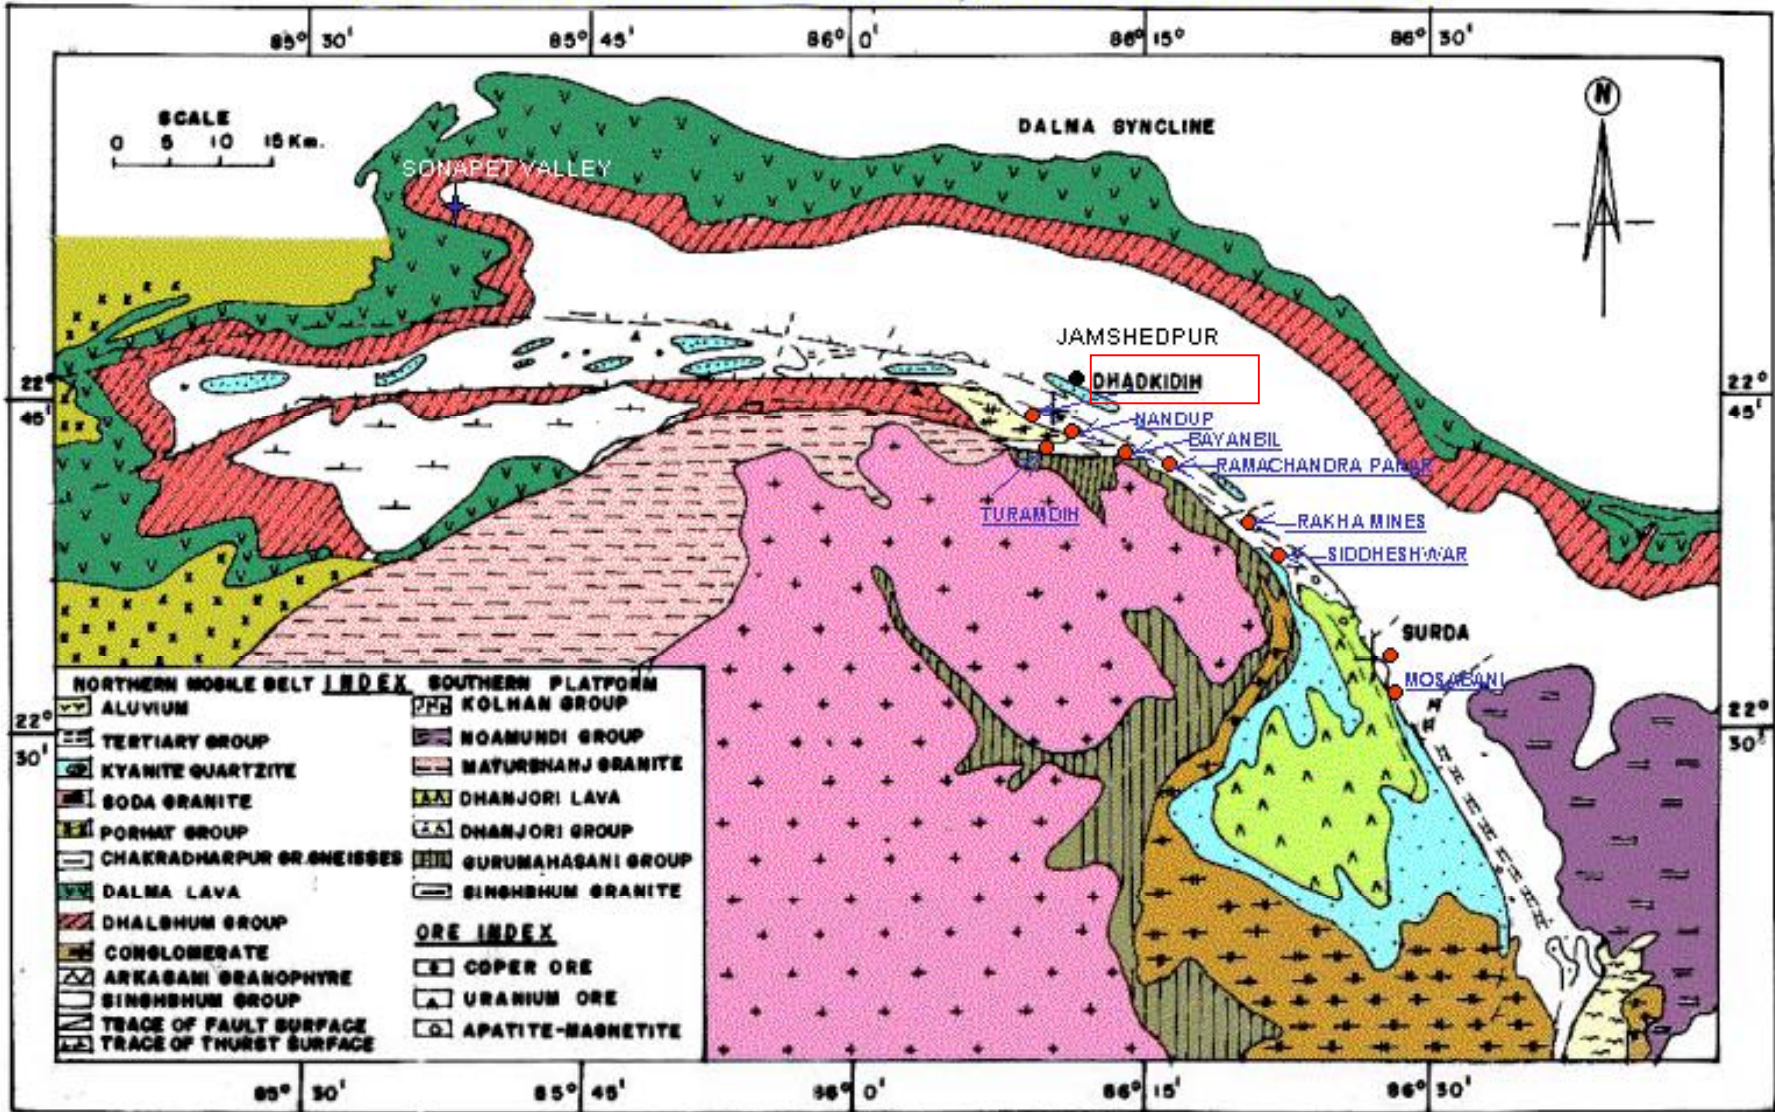 85° 30' 85° 45' 86° 0' 86° 15' 86° 30'
SCALE
0 5 10 15 Km.
N
DALMA SYNCLINE
SONAPET VALLEY
JAMSHEDPUR
22° 45'
DHADKIDIH
22° 45'
NANDUP
BAYANBIL
RAMACHANDRA PAHAR
TURAMDIH
RAKHA MINES
SIDDHESHWAR
SURDA
MOSABANI
NORTHERN MOBILE BELT INDEX SOUTHERN PLATFORM
ALUVIUM
TERTIARY GROUP
KYANITE QUARTZITE
SODA GRANITE
PORHAT GROUP
CHAKRADHARPUR GR. GNEISSES
DALMA LAVA
DHALBHUM GROUP
CONGLOMERATE
ARKASANI GRANOPHYRE
SINGHBHUM GROUP
TRACE OF FAULT SURFACE
TRACE OF THURST SURFACE
KOLHAN GROUP
NOAMUNDI GROUP
MATURBHANJ GRANITE
DHANJORI LAVA
DHANJORI GROUP
GURUMAHASANI GROUP
SINGHBHUM GRANITE
ORE INDEX
COPER ORE
URANIUM ORE
APATITE-MAGNETITE
22° 30'
22° 30'
85° 30' 85° 45' 86° 0' 86° 15' 86° 30'